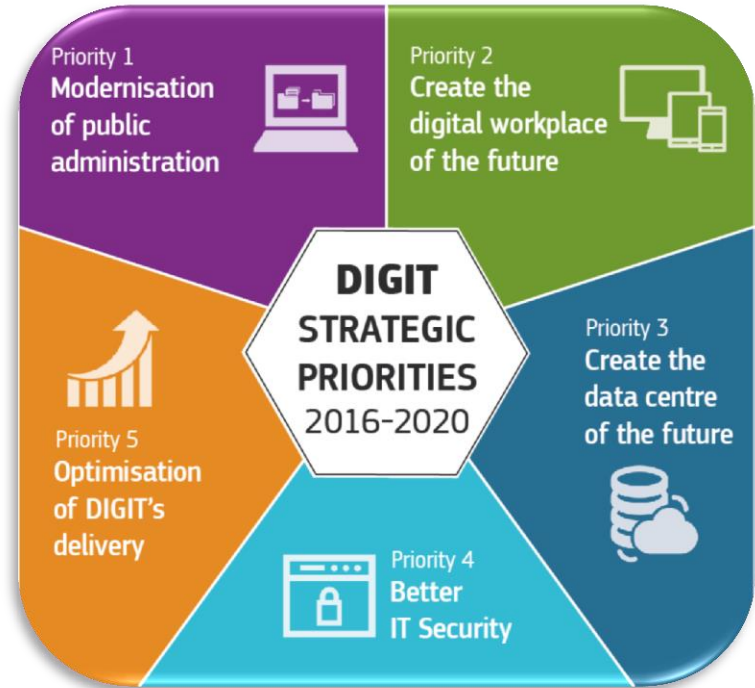 Priority 1
Modernisation
of public
administration
Priority 2
Create the
digital workplace
of the future
DIGIT
STRATEGIC
PRIORITIES
2016-2020
Priority 3
Create the
data centre
of the future
Priority 4
Better
IT Security
Priority 5
Optimisation
of DIGIT's
delivery